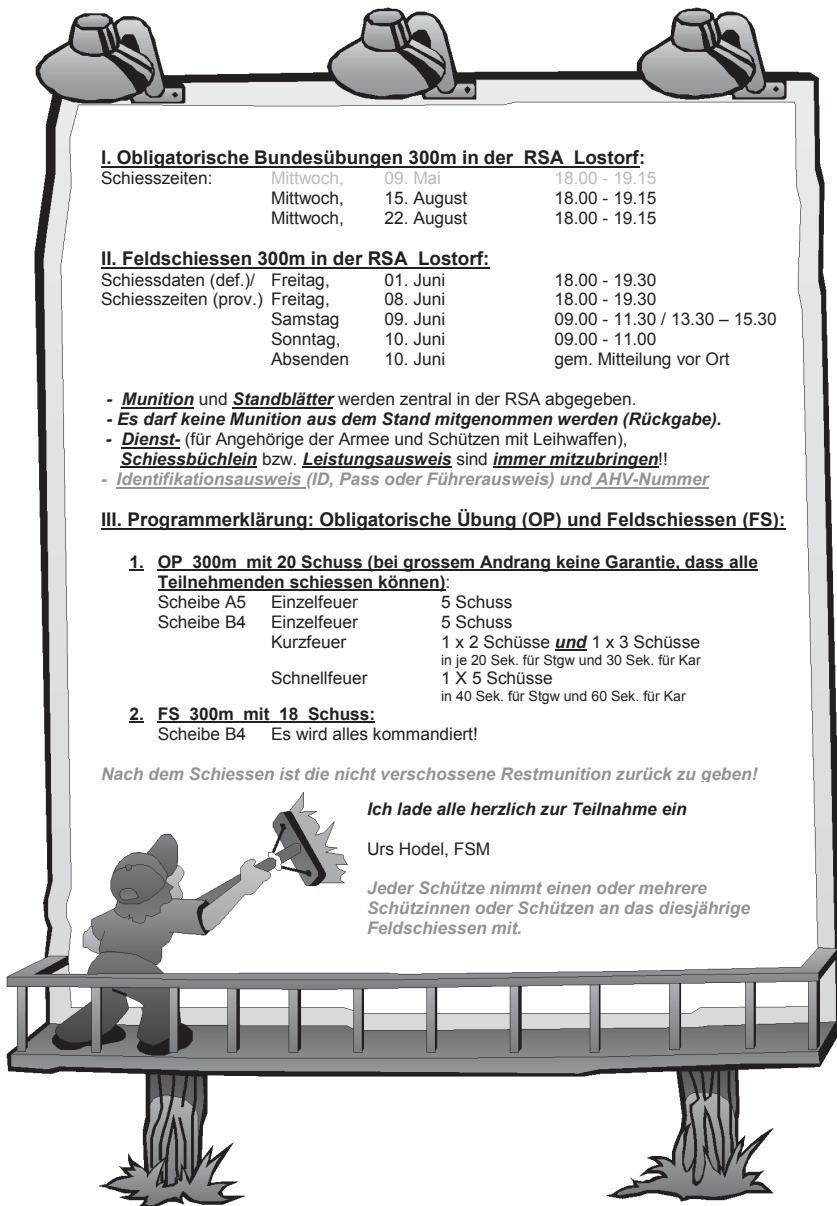 I. Obligatorische Bundesübungen 300m in der RSA Lostorf:
Schiesszeiten: Mittwoch, 09. Mai 18.00 - 19.15
Mittwoch, 15. August 18.00 - 19.15
Mittwoch, 22. August 18.00 - 19.15
II. Feldschiessen 300m in der RSA Lostorf:
Schiessdaten (def.)/ Freitag, 01. Juni 18.00 - 19.30
Schiesszeiten (prov.) Freitag, 08. Juni 18.00 - 19.30
Samstag 09. Juni 09.00 - 11.30 / 13.30 – 15.30
Sonntag, 10. Juni 09.00 - 11.00
Absenden 10. Juni gem. Mitteilung vor Ort
- Munition und Standblätter werden zentral in der RSA abgegeben.
- Es darf keine Munition aus dem Stand mitgenommen werden (Rückgabe).
- Dienst- (für Angehörige der Armee und Schützen mit Leihwaffen),
Schiessbüchlein bzw. Leistungsausweis sind immer mitzubringen!!
- Identifikationsausweis (ID, Pass oder Führerausweis) und AHV-Nummer
III. Programmerklärung: Obligatorische Übung (OP) und Feldschiessen (FS):
1. OP 300m mit 20 Schuss (bei grossem Andrang keine Garantie, dass alle
Teilnehmenden schiessen können):
Scheibe A5 Einzelfeuer 5 Schuss
Scheibe B4 Einzelfeuer 5 Schuss
Kurzfeuer 1 x 2 Schüsse und 1 x 3 Schüsse
in je 20 Sek. für Stgw und 30 Sek. für Kar
Schnellfeuer 1 X 5 Schüsse
in 40 Sek. für Stgw und 60 Sek. für Kar
2. FS 300m mit 18 Schuss:
Scheibe B4 Es wird alles kommandiert!
Nach dem Schiessen ist die nicht verschossene Restmunition zurück zu geben!
Ich lade alle herzlich zur Teilnahme ein
Urs Hodel, FSM
Jeder Schütze nimmt einen oder mehrere
Schützinnen oder Schützen an das diesjährige
Feldschiessen mit.